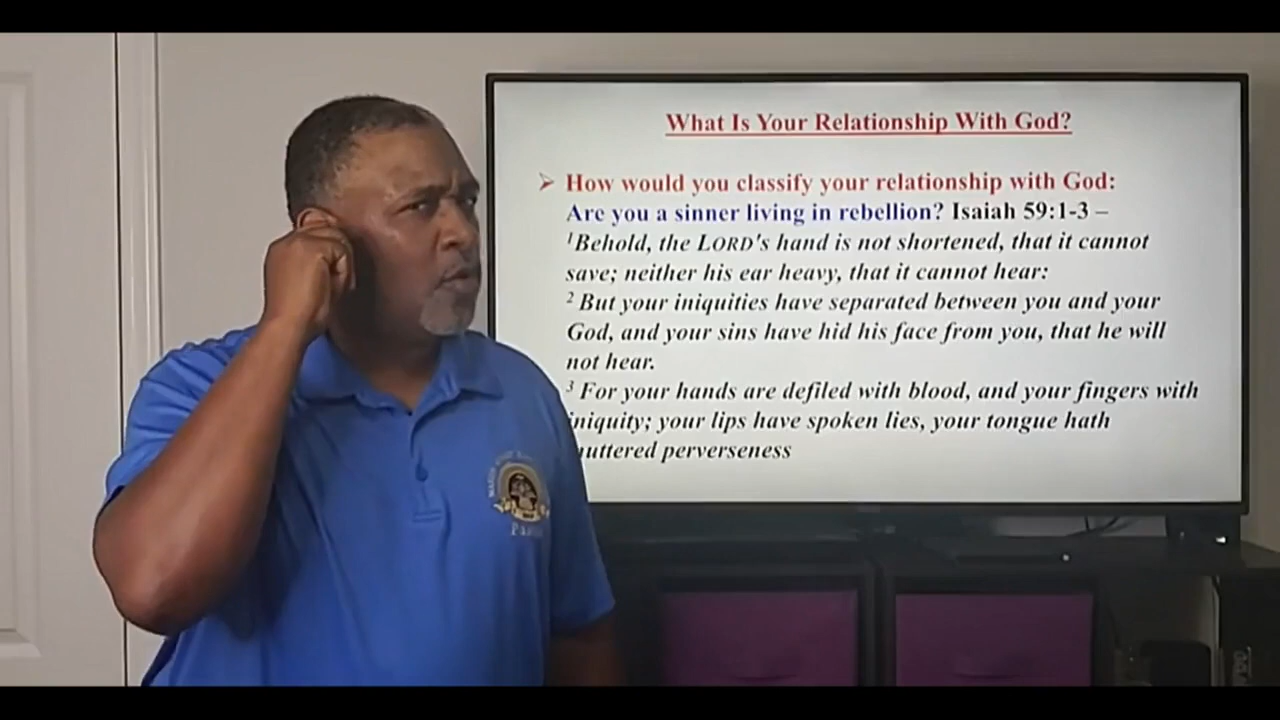 What Is Your Relationship With God?
➢ How would you classify your relationship with God:
Are you a sinner living in rebellion? Isaiah 59:1-3 –
1Behold, the LORD'S hand is not shortened, that it cannot
save; neither his ear heavy, that it cannot hear:
2 But your iniquities have separated between you and your
God, and your sins have hid his face from you, that he will
not hear.
3 For your hands are defiled with blood, and your fingers with
iniquity; your lips have spoken lies, your tongue hath
muttered perverseness